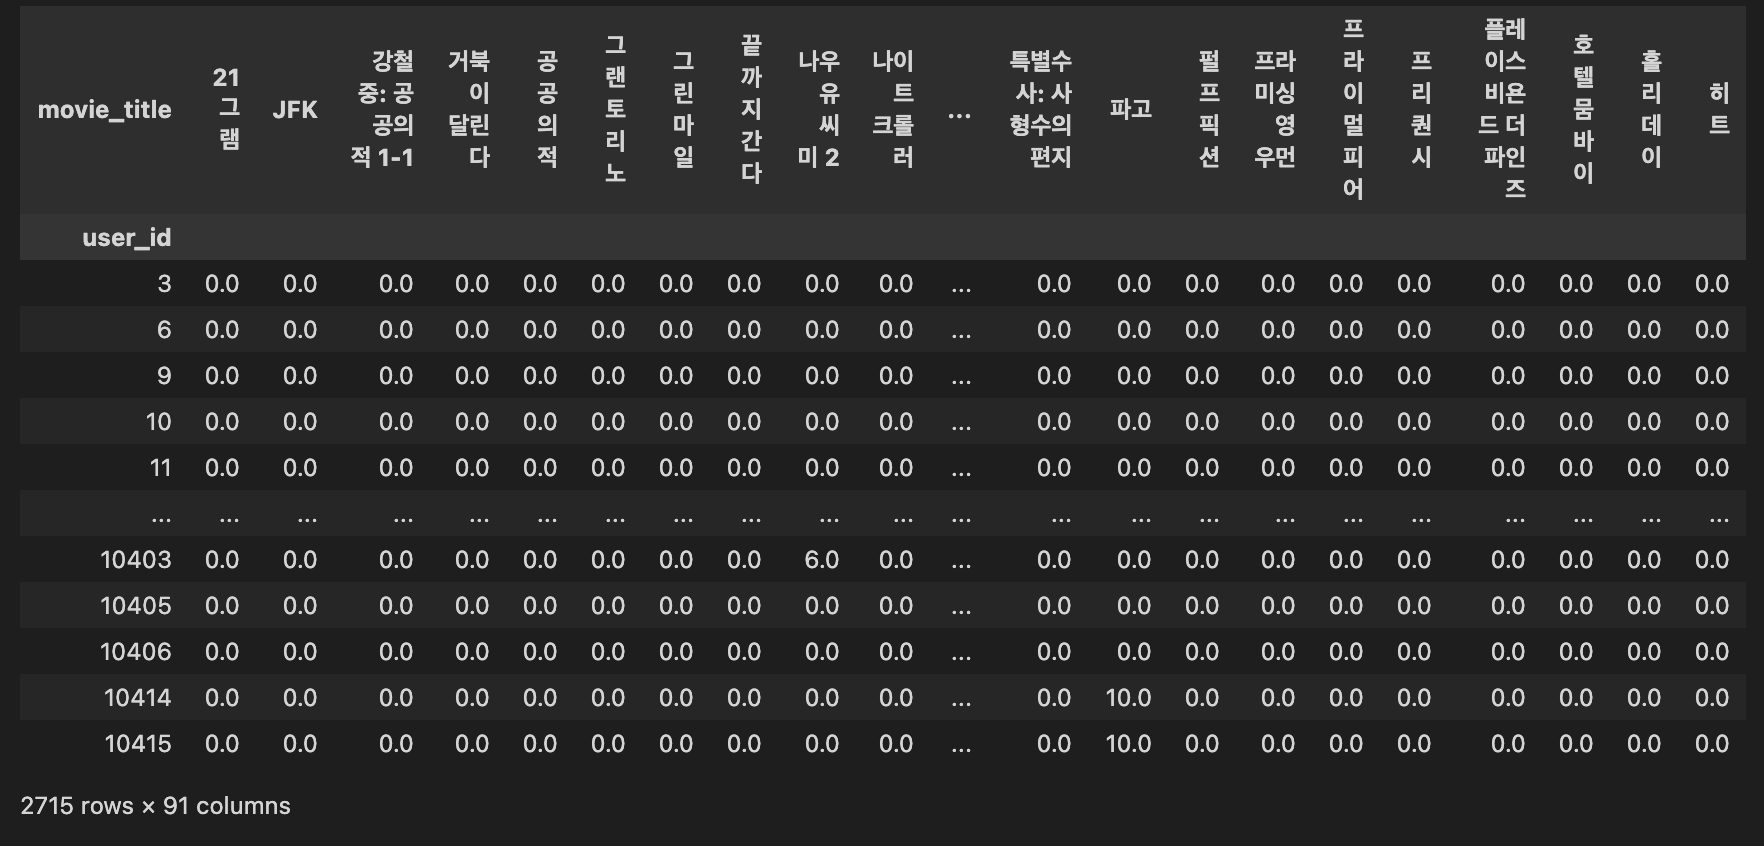 movie_title 21 그램 JFK 강철중: 공공의 적 1-1 거북이 달린다 공공의 적 그랜토리노 그린 마일 끝까지 간다 나우 유 씨 미 2 나이트 크롤러 ... 특별수사: 사형수의 편지 파고 펄프 픽션 프라미싱 영 우먼 프라이멀 피어 프리퀀시 플레이스 비욘드 더 파인즈 호텔 뭄바이 홀리데이 히트
user_id
3 0.0 0.0 0.0 0.0 0.0 0.0 0.0 0.0 0.0 0.0 ... 0.0 0.0 0.0 0.0 0.0 0.0 0.0 0.0 0.0 0.0
6 0.0 0.0 0.0 0.0 0.0 0.0 0.0 0.0 0.0 0.0 ... 0.0 0.0 0.0 0.0 0.0 0.0 0.0 0.0 0.0 0.0
9 0.0 0.0 0.0 0.0 0.0 0.0 0.0 0.0 0.0 0.0 ... 0.0 0.0 0.0 0.0 0.0 0.0 0.0 0.0 0.0 0.0
10 0.0 0.0 0.0 0.0 0.0 0.0 0.0 0.0 0.0 0.0 ... 0.0 0.0 0.0 0.0 0.0 0.0 0.0 0.0 0.0 0.0
11 0.0 0.0 0.0 0.0 0.0 0.0 0.0 0.0 0.0 0.0 ... 0.0 0.0 0.0 0.0 0.0 0.0 0.0 0.0 0.0 0.0
... ... ... ... ... ... ... ... ... ... ... ... ... ... ... ... ... ... ... ... ... ...
10403 0.0 0.0 0.0 0.0 0.0 0.0 0.0 0.0 6.0 0.0 ... 0.0 0.0 0.0 0.0 0.0 0.0 0.0 0.0 0.0 0.0
10405 0.0 0.0 0.0 0.0 0.0 0.0 0.0 0.0 0.0 0.0 ... 0.0 0.0 0.0 0.0 0.0 0.0 0.0 0.0 0.0 0.0
10406 0.0 0.0 0.0 0.0 0.0 0.0 0.0 0.0 0.0 0.0 ... 0.0 0.0 0.0 0.0 0.0 0.0 0.0 0.0 0.0 0.0
10414 0.0 0.0 0.0 0.0 0.0 0.0 0.0 0.0 0.0 0.0 ... 0.0 10.0 0.0 0.0 0.0 0.0 0.0 0.0 0.0 0.0
10415 0.0 0.0 0.0 0.0 0.0 0.0 0.0 0.0 0.0 0.0 ... 0.0 10.0 0.0 0.0 0.0 0.0 0.0 0.0 0.0 0.0
2715 rows × 91 columns